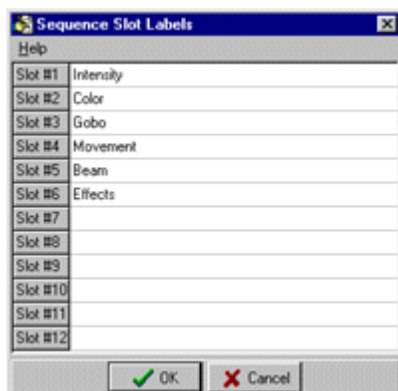 Sequence Slot Labels
Help
Slot #1 Intensity
Slot #2 Color
Slot #3 Gobo
Slot #4 Movement
Slot #5 Beam
Slot #6 Effects
Slot #7
Slot #8
Slot #9
Slot #10
Slot #11
Slot #12
OK Cancel